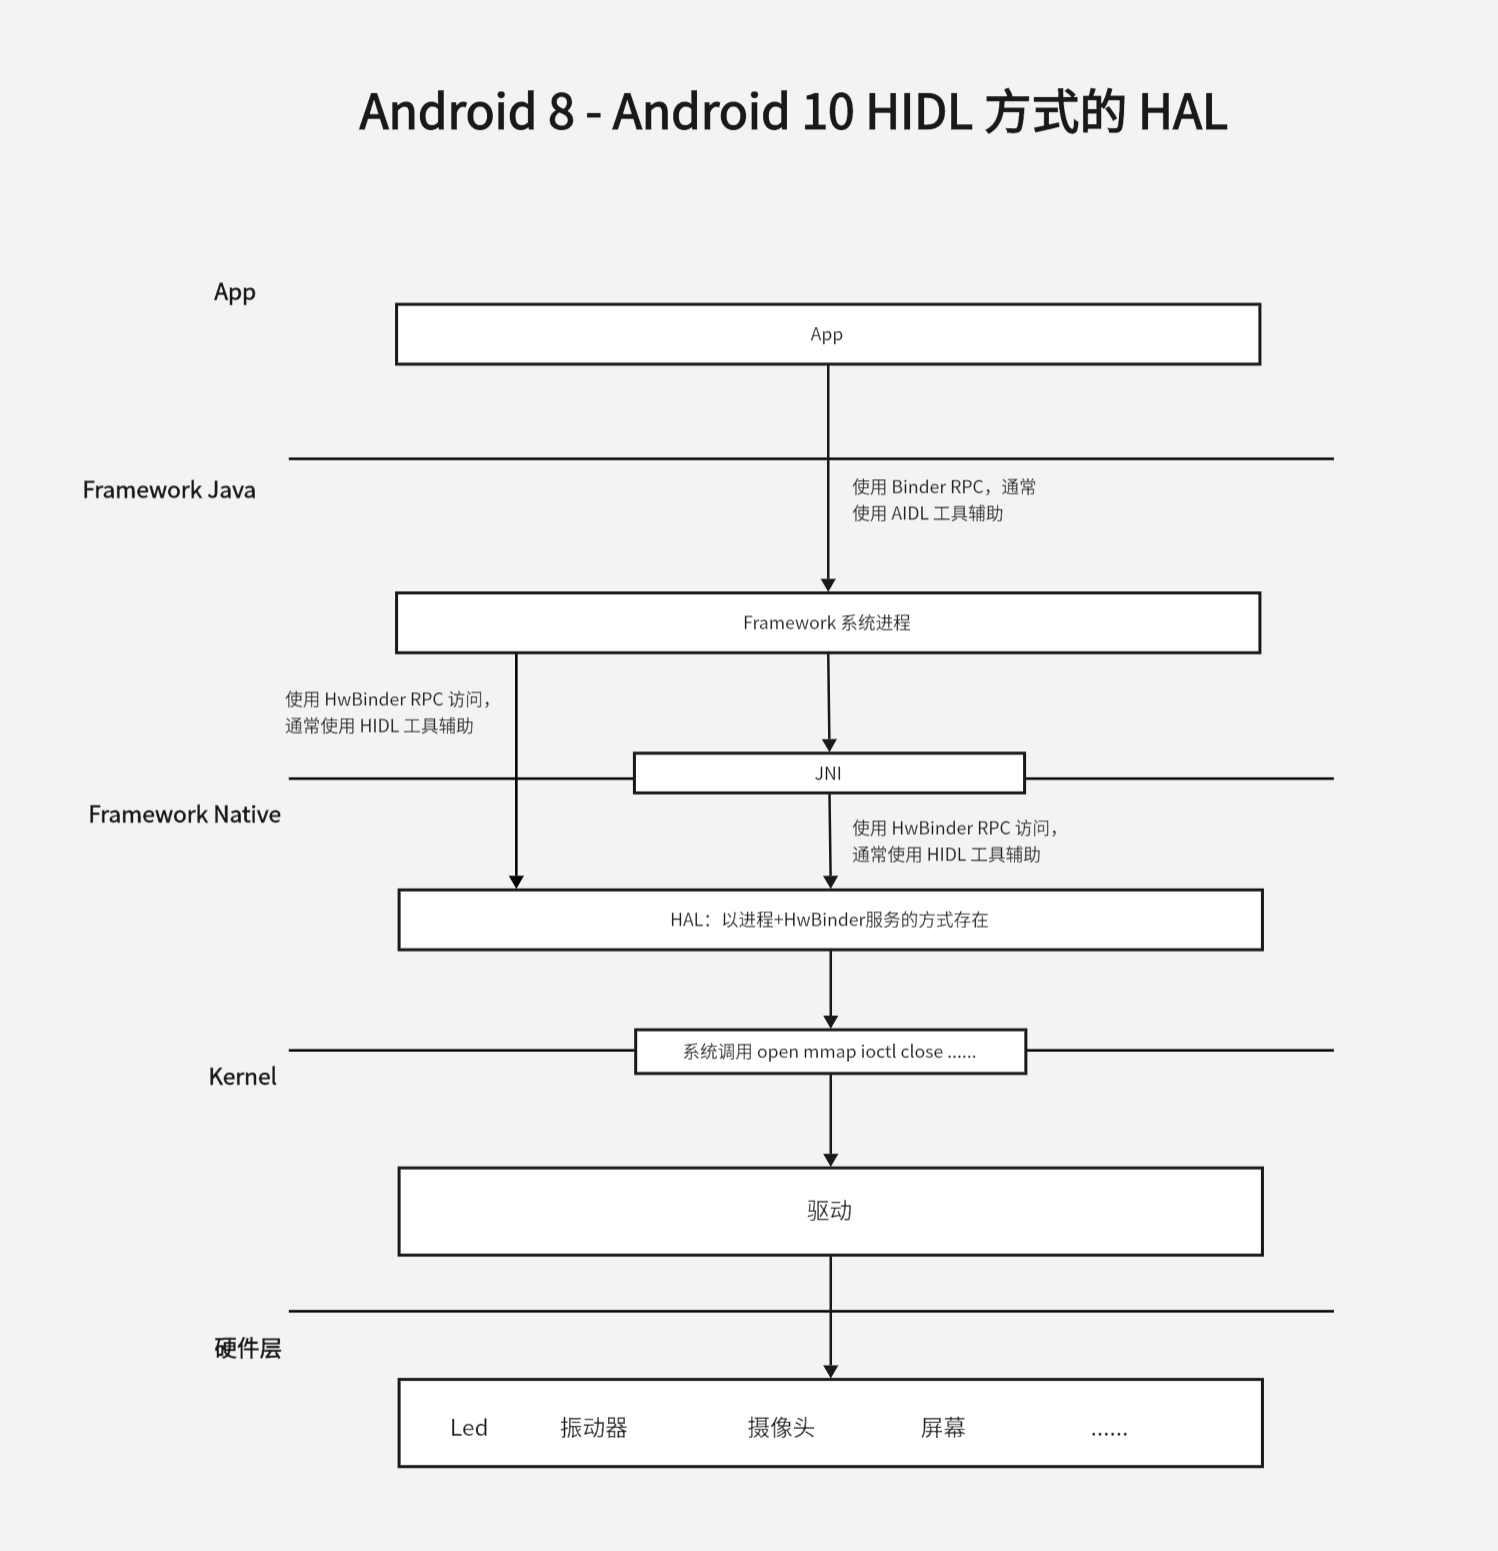 Android 8 - Android 10 HIDL 方式的 HAL
App
App
Framework Java
使用 Binder RPC，通常
使用 AIDL 工具辅助
Framework 系统进程
使用 HwBinder RPC 访问，
通常使用 HIDL 工具辅助
JNI
Framework Native
使用 HwBinder RPC 访问，
通常使用 HIDL 工具辅助
HAL：以进程+HwBinder服务的方式存在
系统调用 open mmap ioctl close ......
Kernel
驱动
硬件层
Led 振动器 摄像头 屏幕 ......